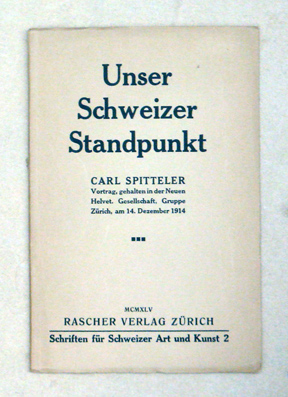 Unser
Schweizer
Standpunkt
CARL SPITTELER
Vortrag, gehalten in der Neuen
Helvet. Gesellschaft, Gruppe
Zürich, am 14. Dezember 1914
MCMXLV
RASCHER VERLAG ZÜRICH
Schriften für Schweizer Art und Kunst 2